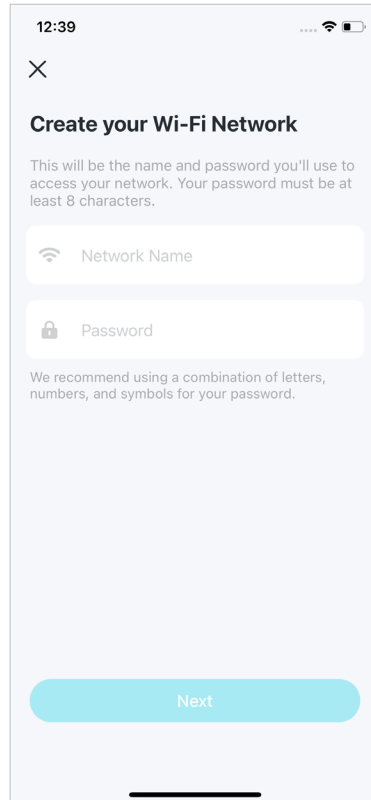 12:39
Create your Wi-Fi Network
This will be the name and password you'll use to
access your network. Your password must be at
least 8 characters.
Network Name
Password
We recommend using a combination of letters,
numbers, and symbols for your password.
Next